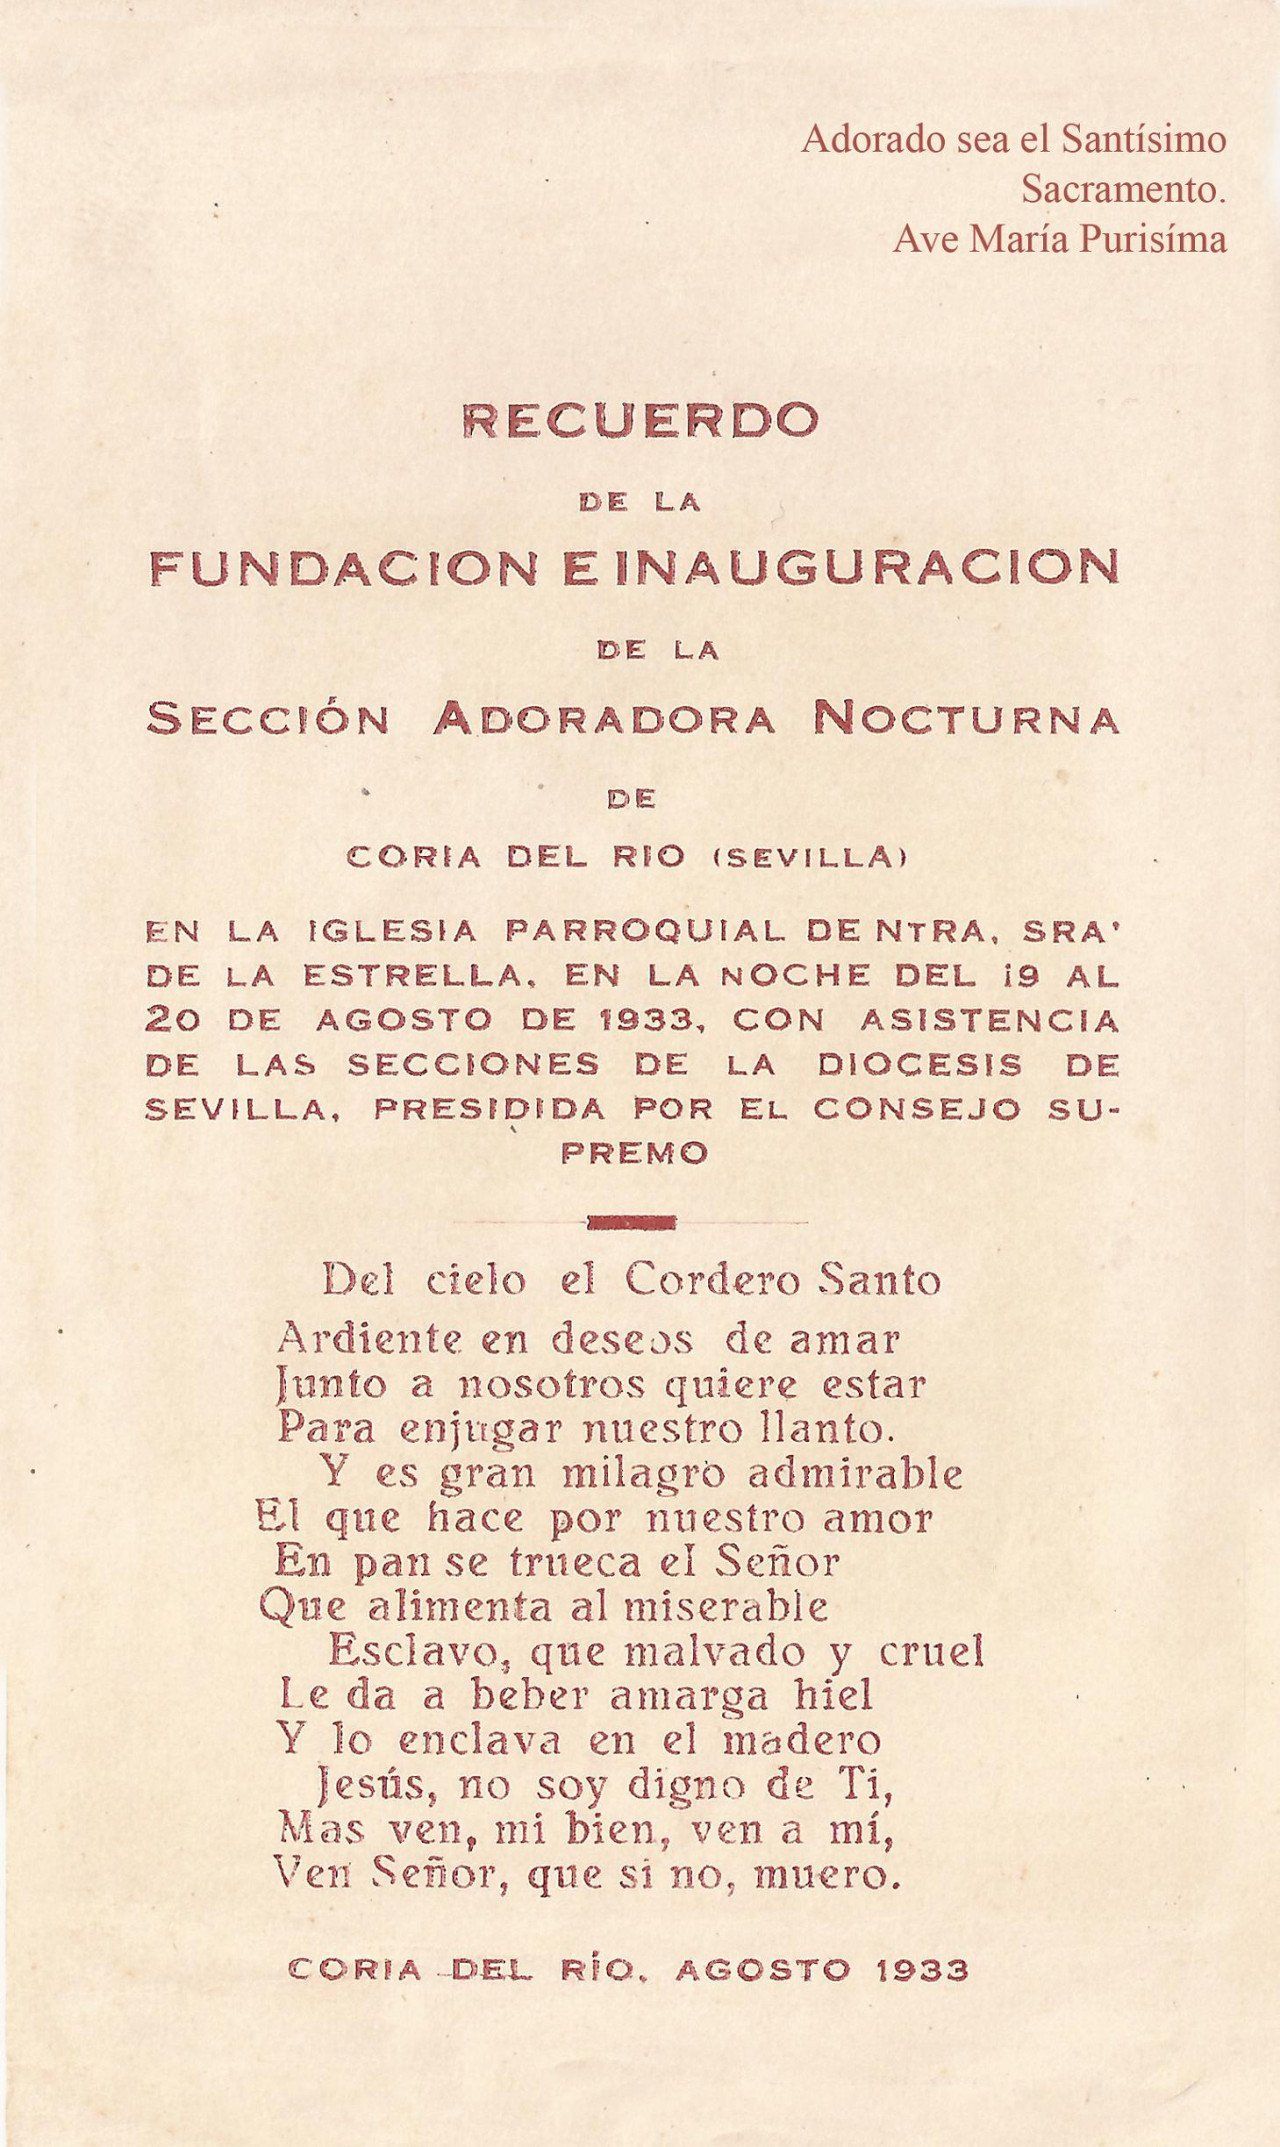 Adorado sea el Santísimo
Sacramento.
Ave María Purisíma
RECUERDO
DE LA
FUNDACION E INAUGURACION
DE LA
SECCIÓN ADORADORA NOCTURNA
DE
CORIA DEL RIO (SEVILLA)
EN LA IGLESIA PARROQUIAL DE NTRA. SRA'
DE LA ESTRELLA. EN LA NOCHE DEL 19 AL
20 DE AGOSTO DE 1933, CON ASISTENCIA
DE LAS SECCIONES DE LA DIOCESIS DE
SEVILLA, PRESIDIDA POR EL CONSEJO SU-
PREMO
Del cielo el Cordero Santo
Ardiente en deseos de amar
Junto a nosotros quiere estar
Para enjugar nuestro llanto.
Y es gran milagro admirable
El que hace por nuestro amor
En pan se trueca el Señor
Que alimenta al miserable
Esclavo, que malvado y cruel
Le da a beber amarga hiel
Y lo enclava en el madero
Jesús, no soy digno de Ti,
Mas ven, mi bien, ven a mí,
Ven Señor, que si no, muero.
CORIA DEL RÍO. AGOSTO 1933